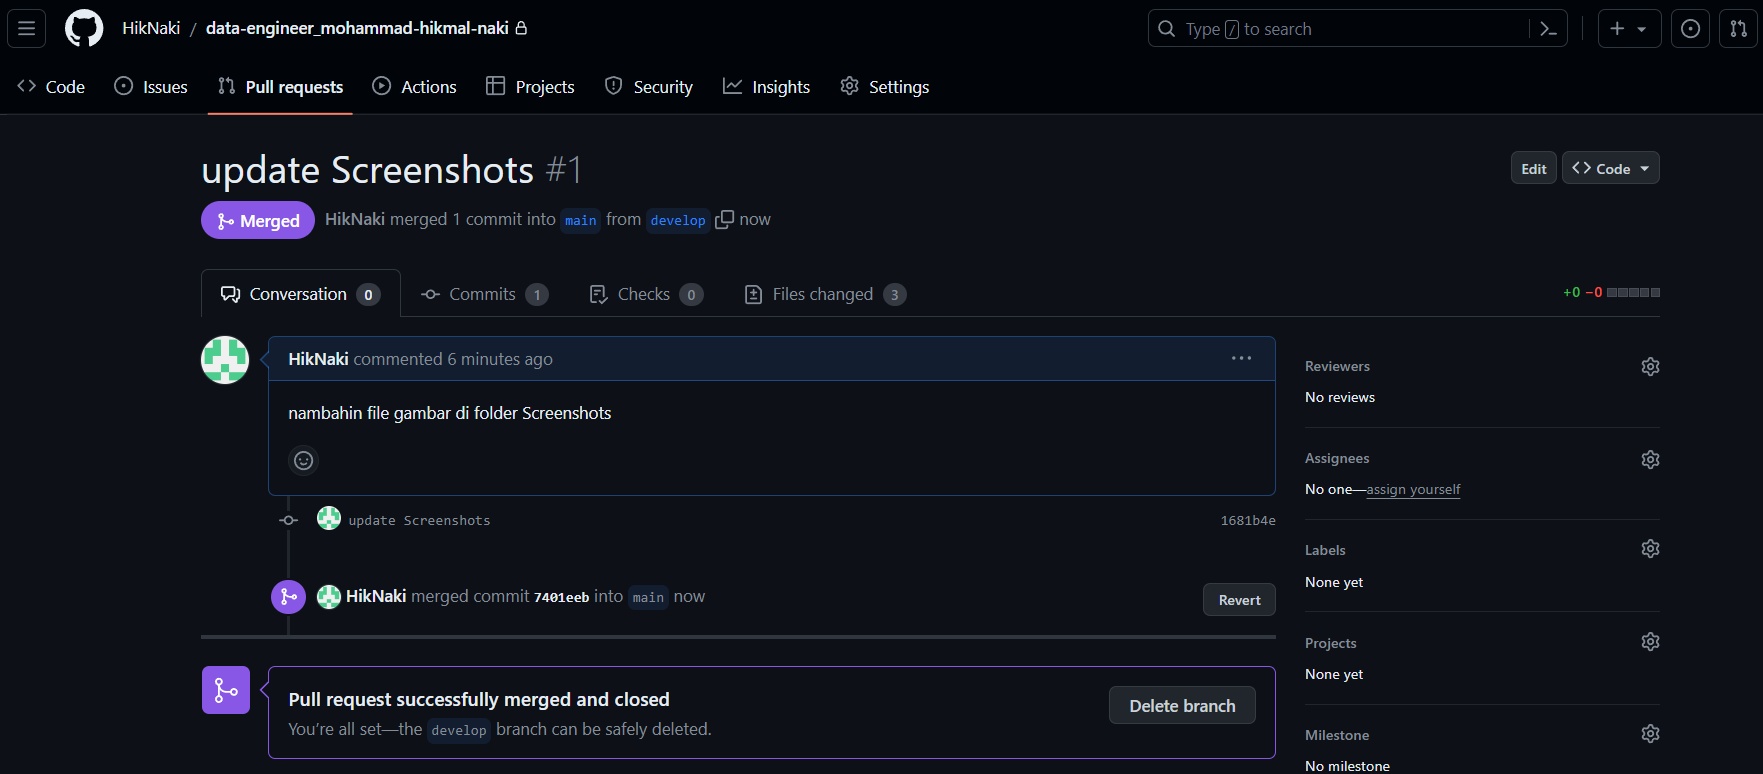 HikNaki / data-engineer_mohammad-hikmal-naki
Type / to search
Code Issues Pull requests Actions Projects Security Insights Settings
update Screenshots #1
Edit Code
Merged HikNaki merged 1 commit into main from develop now
Conversation 0 Commits 1 Checks 0 Files changed 3
+0 −0
HikNaki commented 6 minutes ago
nambahin file gambar di folder Screenshots
update Screenshots 1681b4e
HikNaki merged commit 7401eeb into main now
Revert
Pull request successfully merged and closed
You're all set—the develop branch can be safely deleted.
Delete branch
Reviewers
No reviews
Assignees
No one—assign yourself
Labels
None yet
Projects
None yet
Milestone
No milestone